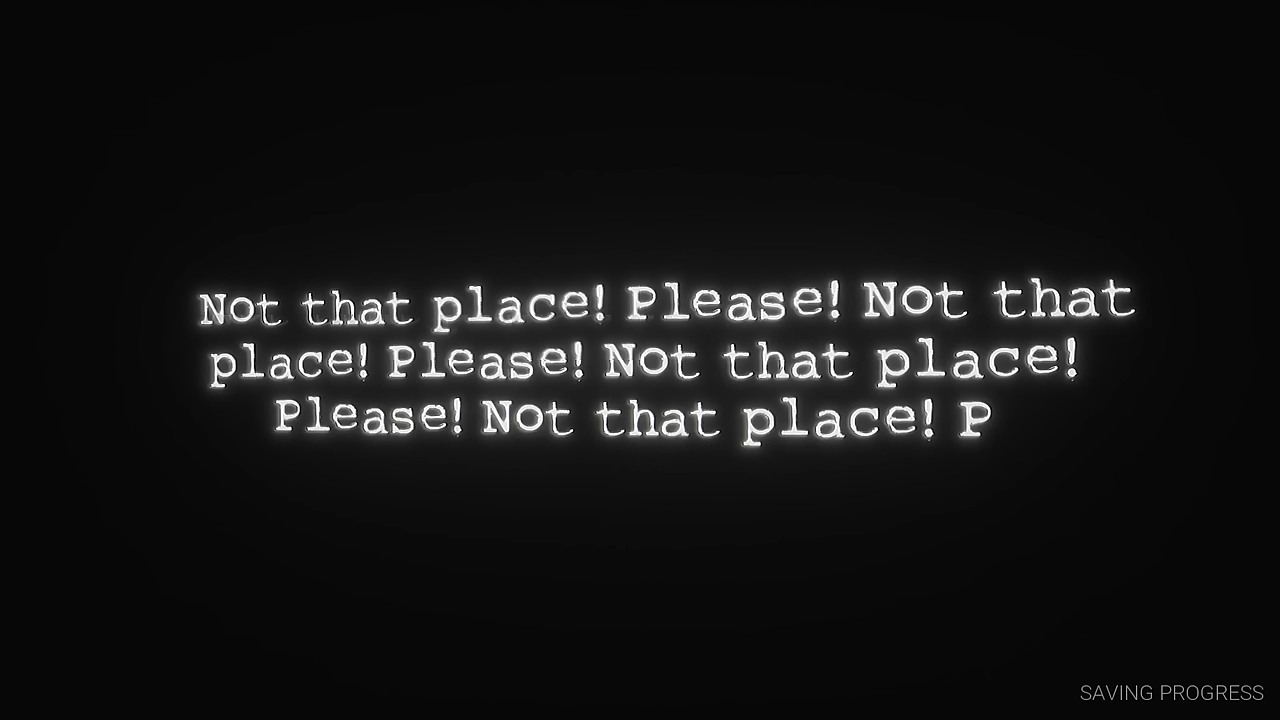 Not that place! Please! Not that
place! Please! Not that place!
Please! Not that place! P
SAVING PROGRESS